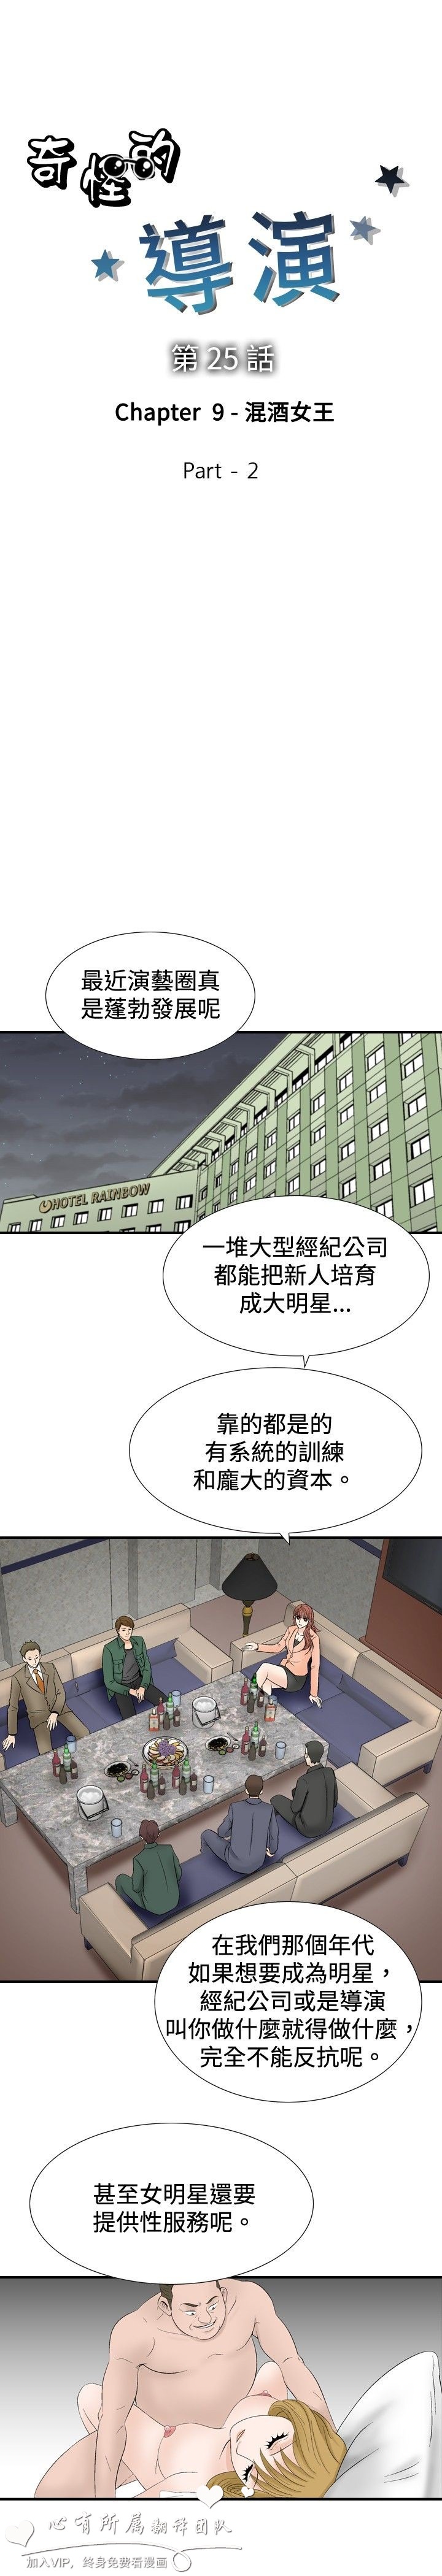 奇怪的
導演
第 25 話
Chapter 9 - 混酒女王
Part - 2
最近演藝圈真
是蓬勃發展呢
HOTEL RAINBOW
一堆大型經紀公司
都能把新人培育
成大明星...
靠的都是的
有系統的訓練
和龐大的資本。
在我們那個年代
如果想要成為明星，
經紀公司或是導演
叫你做什麼就得做什麼，
完全不能反抗呢。
甚至女明星還要
提供性服務呢。
心有所属翻译团队
加入VIP，终身免费看漫画